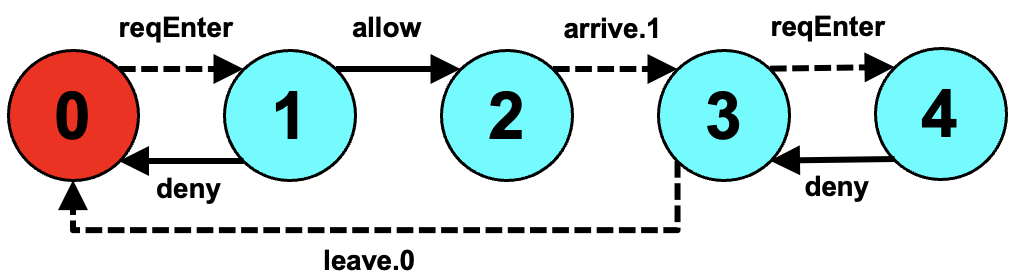 reqEnter allow arrive.1 reqEnter
0 1 2 3 4
deny deny
leave.0